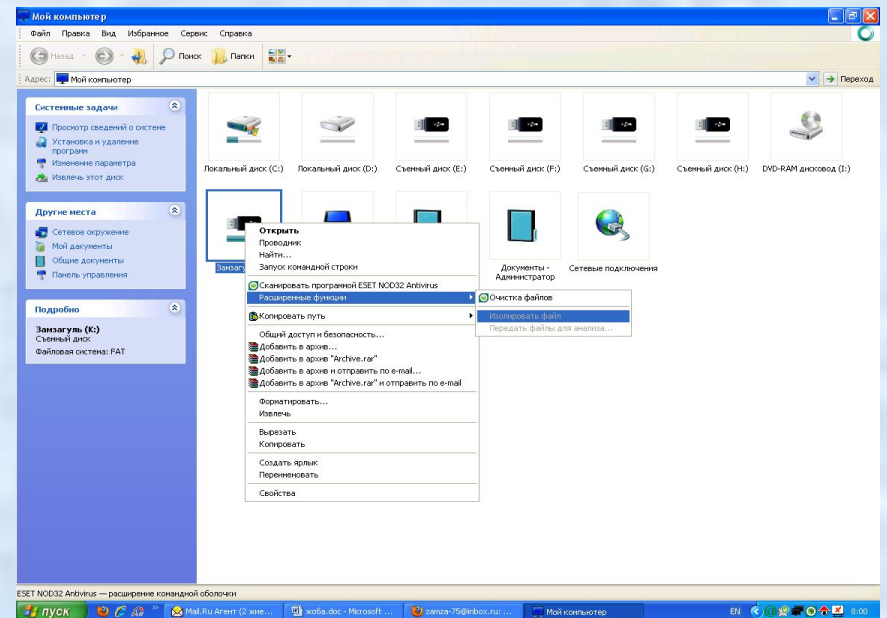 Мой компьютер
Файл Правка Вид Избранное Сервис Справка
Назад Поиск Папки
Адрес: Мой компьютер Переход
Системные задачи
Просмотр сведений о системе
Установка и удаление
программ
Изменение параметра
Извлечь этот диск
Другие места
Сетевое окружение
Мои документы
Общие документы
Панель управления
Подробно
Замзагуль (K:)
Съемный диск
Файловая система: FAT
Локальный диск (C:) Локальный диск (D:) Съемный диск (E:) Съемный диск (F:) Съемный диск (G:) Съемный диск (H:) DVD-RAM дисковод (I:)
Замзагу
Документы -
Администратор
Сетевые подключения
Открыть
Проводник
Найти...
Запуск командной строки
Сканировать программой ESET NOD32 Antivirus
Расширенные функции
Копировать путь
Общий доступ и безопасность...
Добавить в архив...
Добавить в архив "Archive.rar"
Добавить в архив и отправить по e-mail...
Добавить в архив "Archive.rar" и отправить по e-mail
Форматировать...
Извлечь
Вырезать
Копировать
Создать ярлык
Переименовать
Свойства
Очистка файлов
Изолировать файл
Передать файлы для анализа...
ESET NOD32 Antivirus — расширение командной оболочки
пуск » Mail.Ru Агент (2 жие... жоба.doc - Microsoft ... zamza-75@inbox.ru: ... Мой компьютер EN 8:00